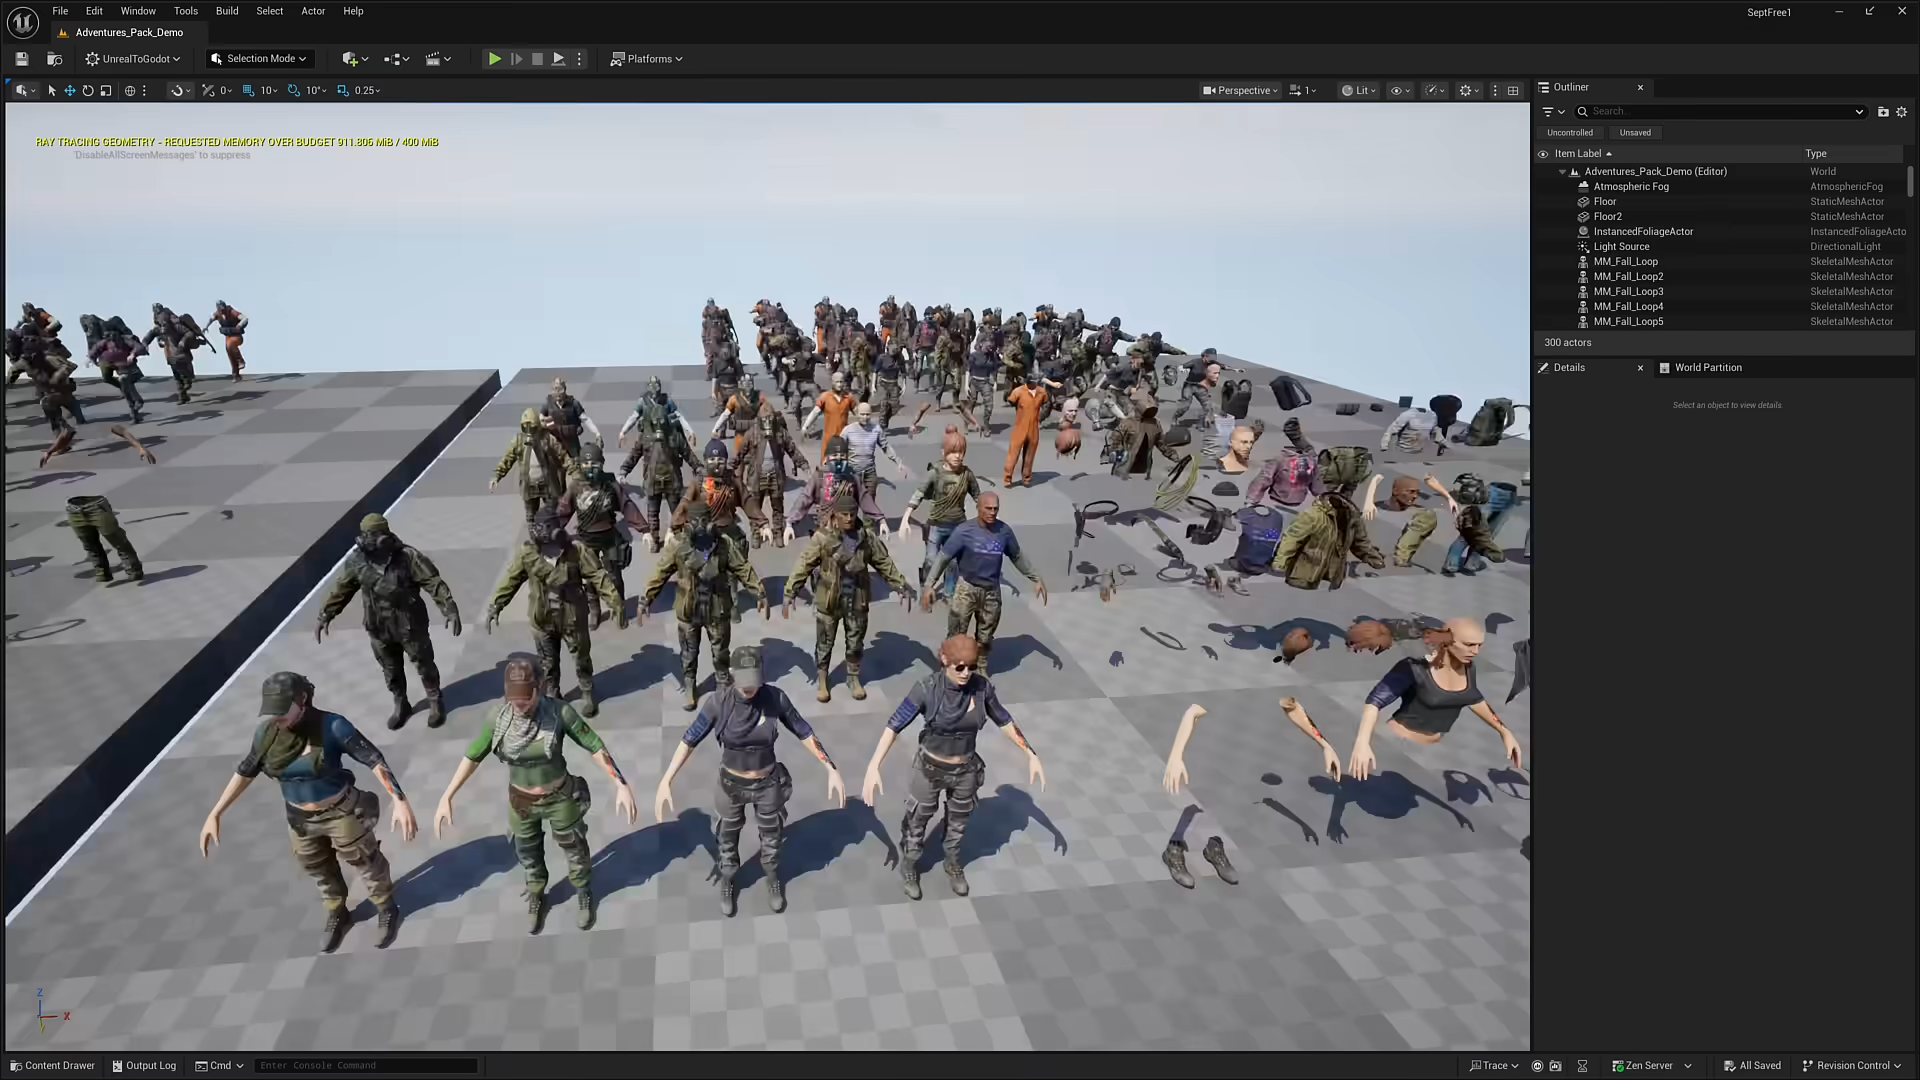 File Edit Window Tools Build Select Actor Help
SeptFree1
Adventures_Pack_Demo
UnrealToGodot
Selection Mode
Platforms
0
10
10°
0.25
Perspective
1
Lit
RAY TRACING GEOMETRY - REQUESTED MEMORY OVER BUDGET 911.806 MiB / 400 MiB
'DisableAllScreenMessages' to suppress
Outliner
Search...
Uncontrolled Unsaved
Item Label Type
Adventures_Pack_Demo (Editor) World
Atmospheric Fog AtmosphericFog
Floor StaticMeshActor
Floor2 StaticMeshActor
InstancedFoliageActor InstancedFoliageActo
Light Source DirectionalLight
MM_Fall_Loop SkeletalMeshActor
MM_Fall_Loop2 SkeletalMeshActor
MM_Fall_Loop3 SkeletalMeshActor
MM_Fall_Loop4 SkeletalMeshActor
MM_Fall_Loop5 SkeletalMeshActor
300 actors
Details
World Partition
Select an object to view details.
Z
X
Y
Content Drawer
Output Log
Cmd
Enter Console Command
Trace
Zen Server
All Saved
Revision Control